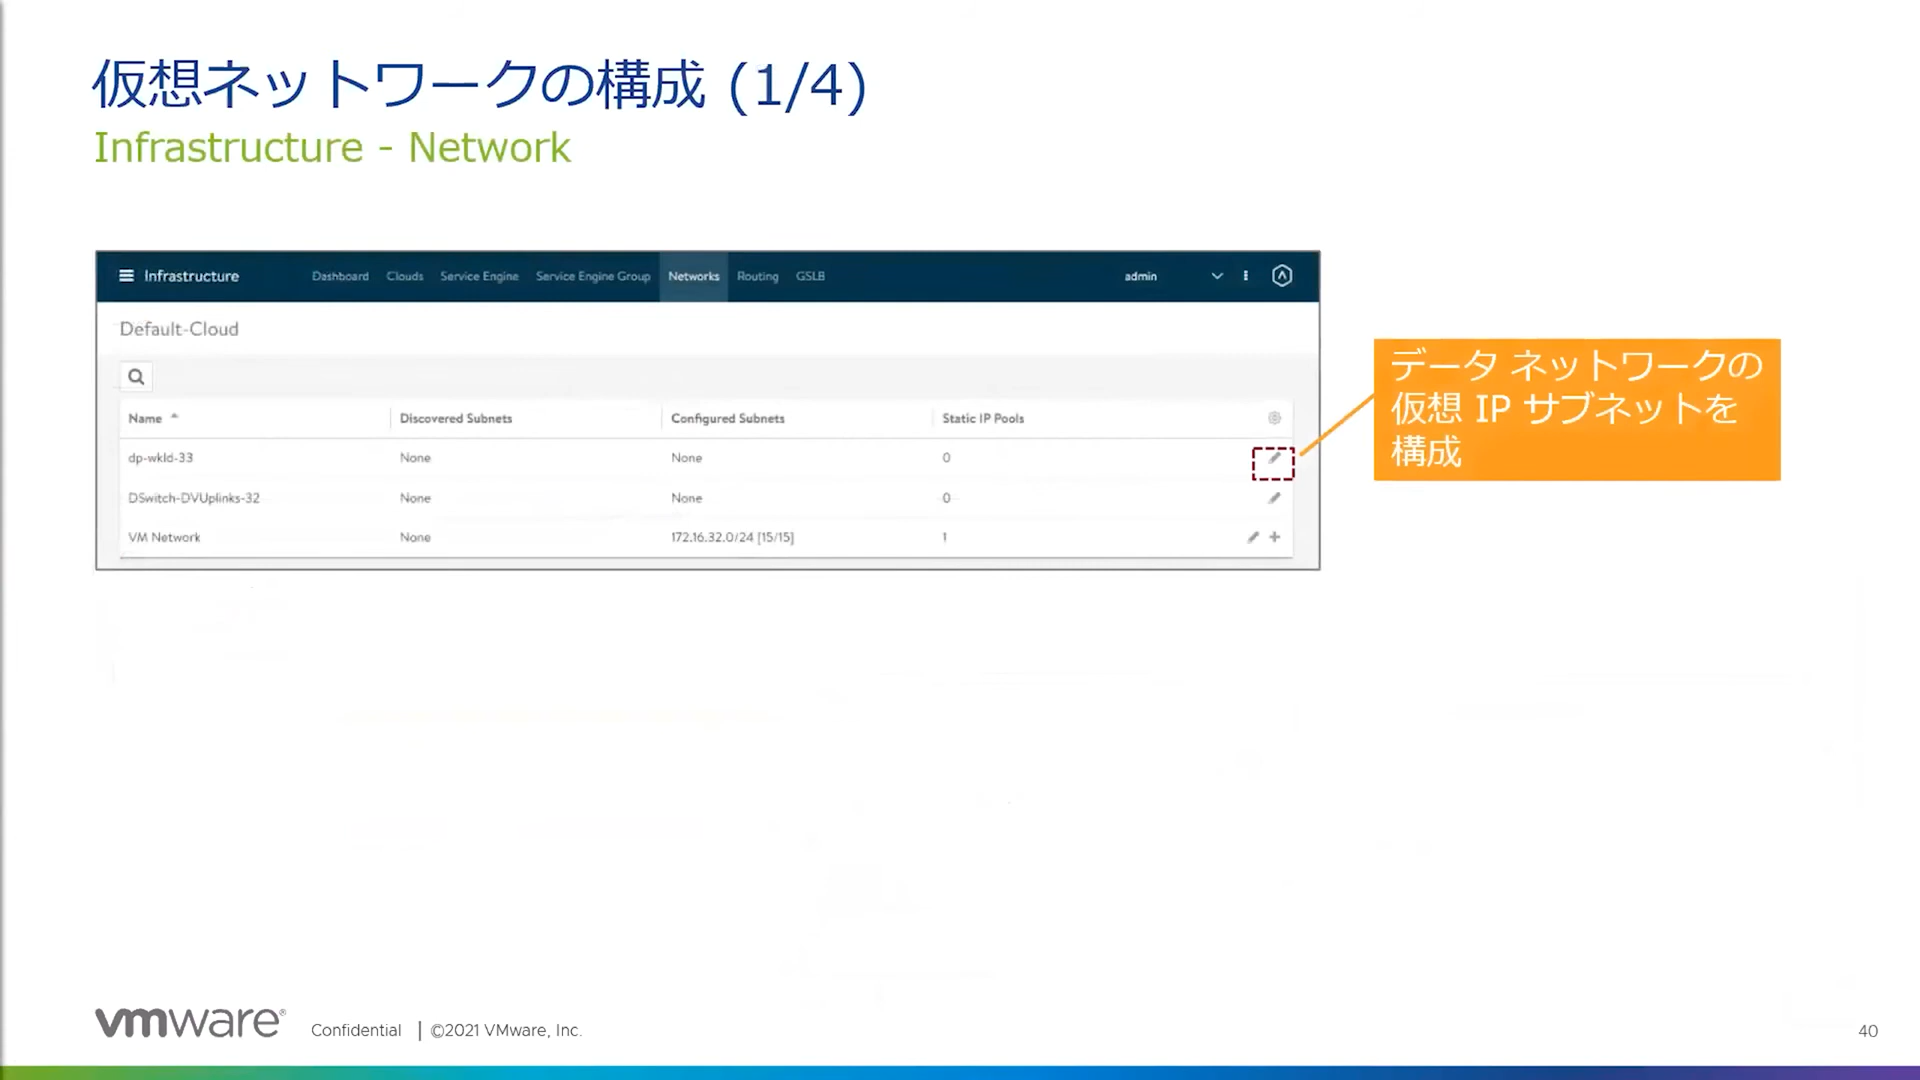 仮想ネットワークの構成 (1/4)
Infrastructure - Network
Infrastructure Dashboard Clouds Service Engine Service Engine Group Networks Routing GSLB admin
Default-Cloud
Name Discovered Subnets Configured Subnets Static IP Pools
dp-wkld-33 None None 0
DSwitch-DVUplinks-32 None None 0
VM Network None 172.16.32.0/24 [15/15] 1
データ ネットワークの
仮想 IP サブネットを
構成
vmware® Confidential | ©2021 VMware, Inc. 40